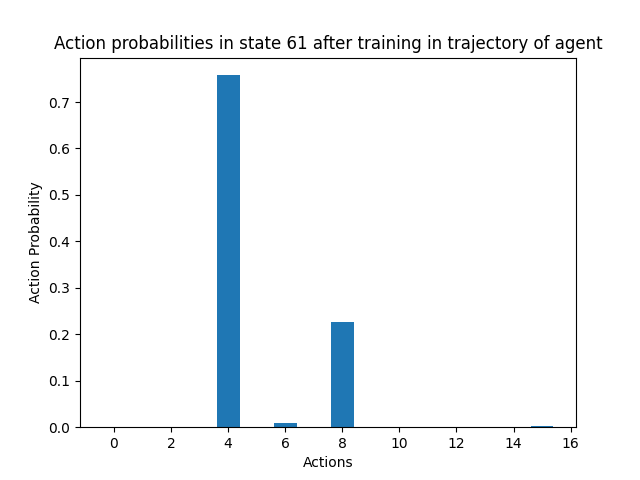 Action probabilities in state 61 after training in trajectory of agent
Action Probability
0.7
0.6
0.5
0.4
0.3
0.2
0.1
0.0
0 2 4 6 8 10 12 14 16
Actions